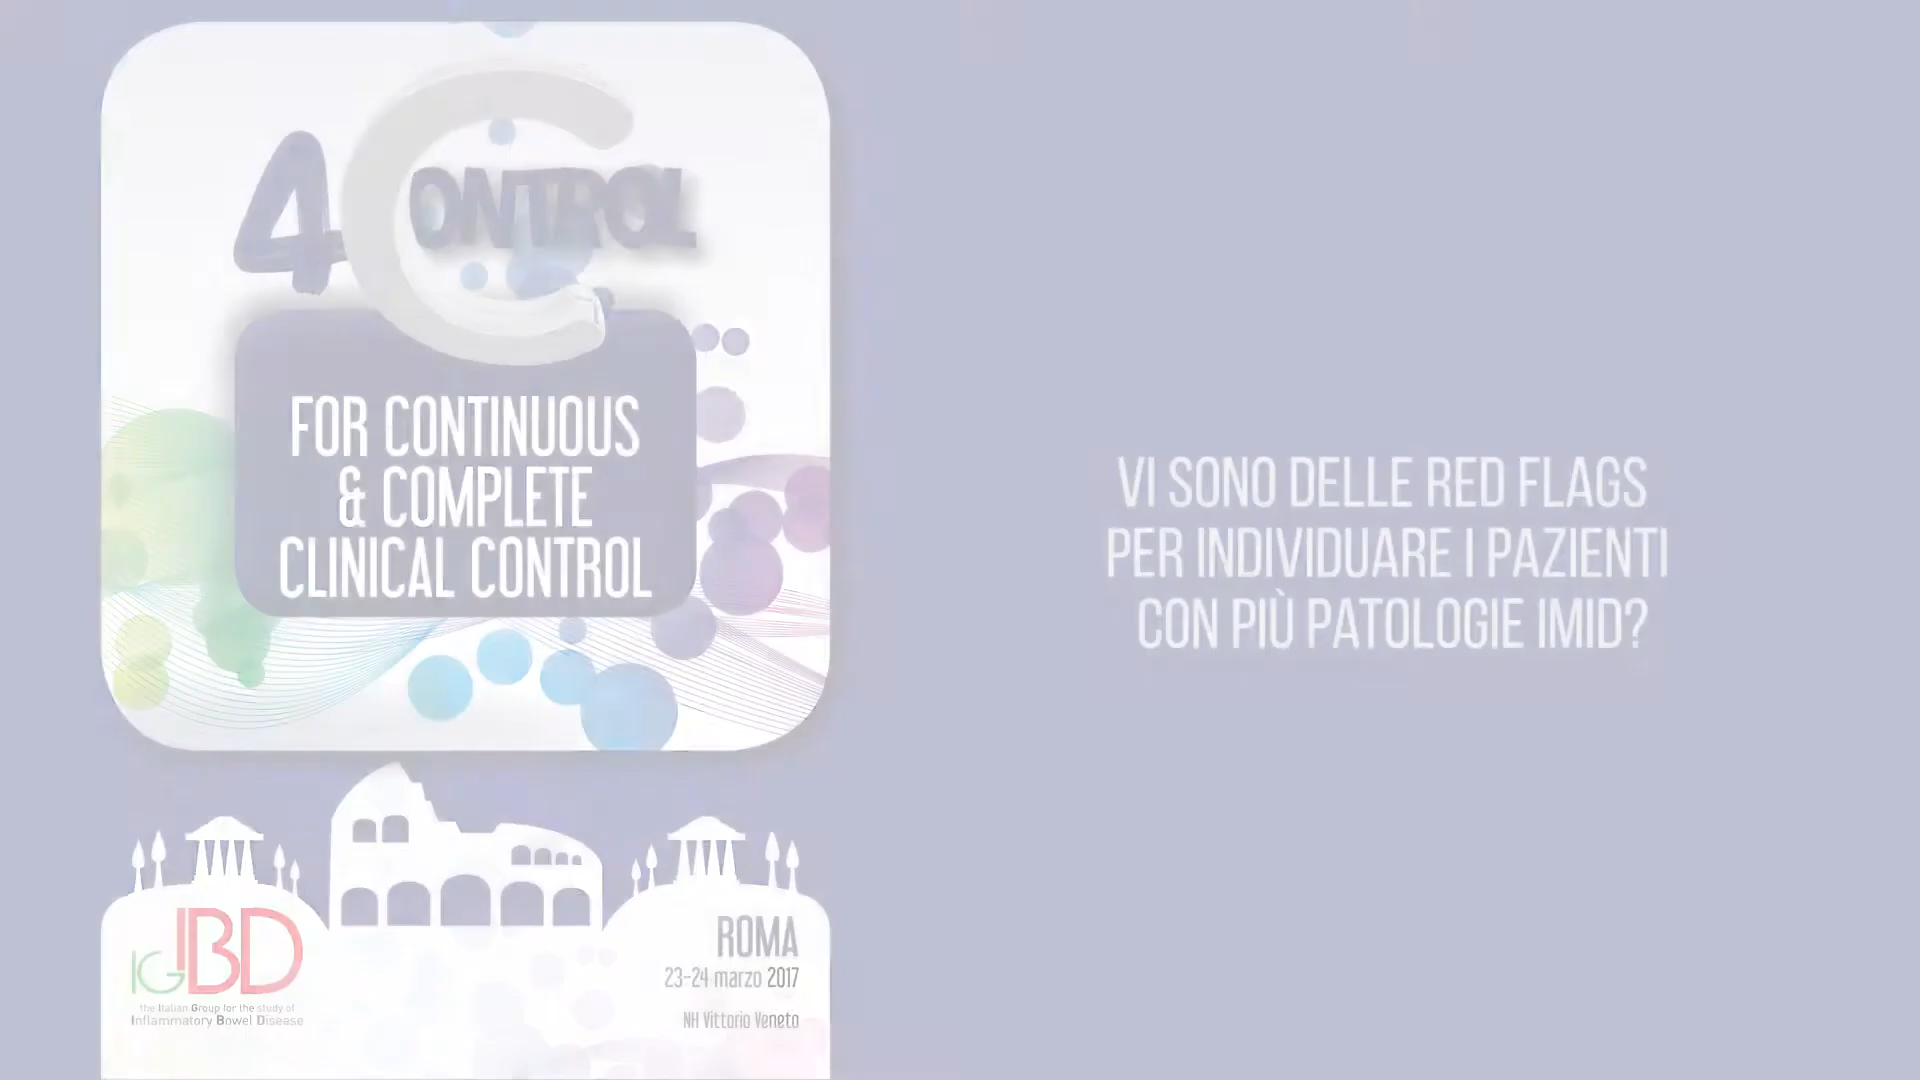 4 CONTROL
FOR CONTINUOUS
& COMPLETE
CLINICAL CONTROL
IG IBD
the Italian Group for the study of
Inflammatory Bowel Disease
ROMA
23-24 marzo 2017
NH Vittorio Veneto
VI SONO DELLE RED FLAGS
PER INDIVIDUARE I PAZIENTI
CON PIÙ PATOLOGIE IMID?